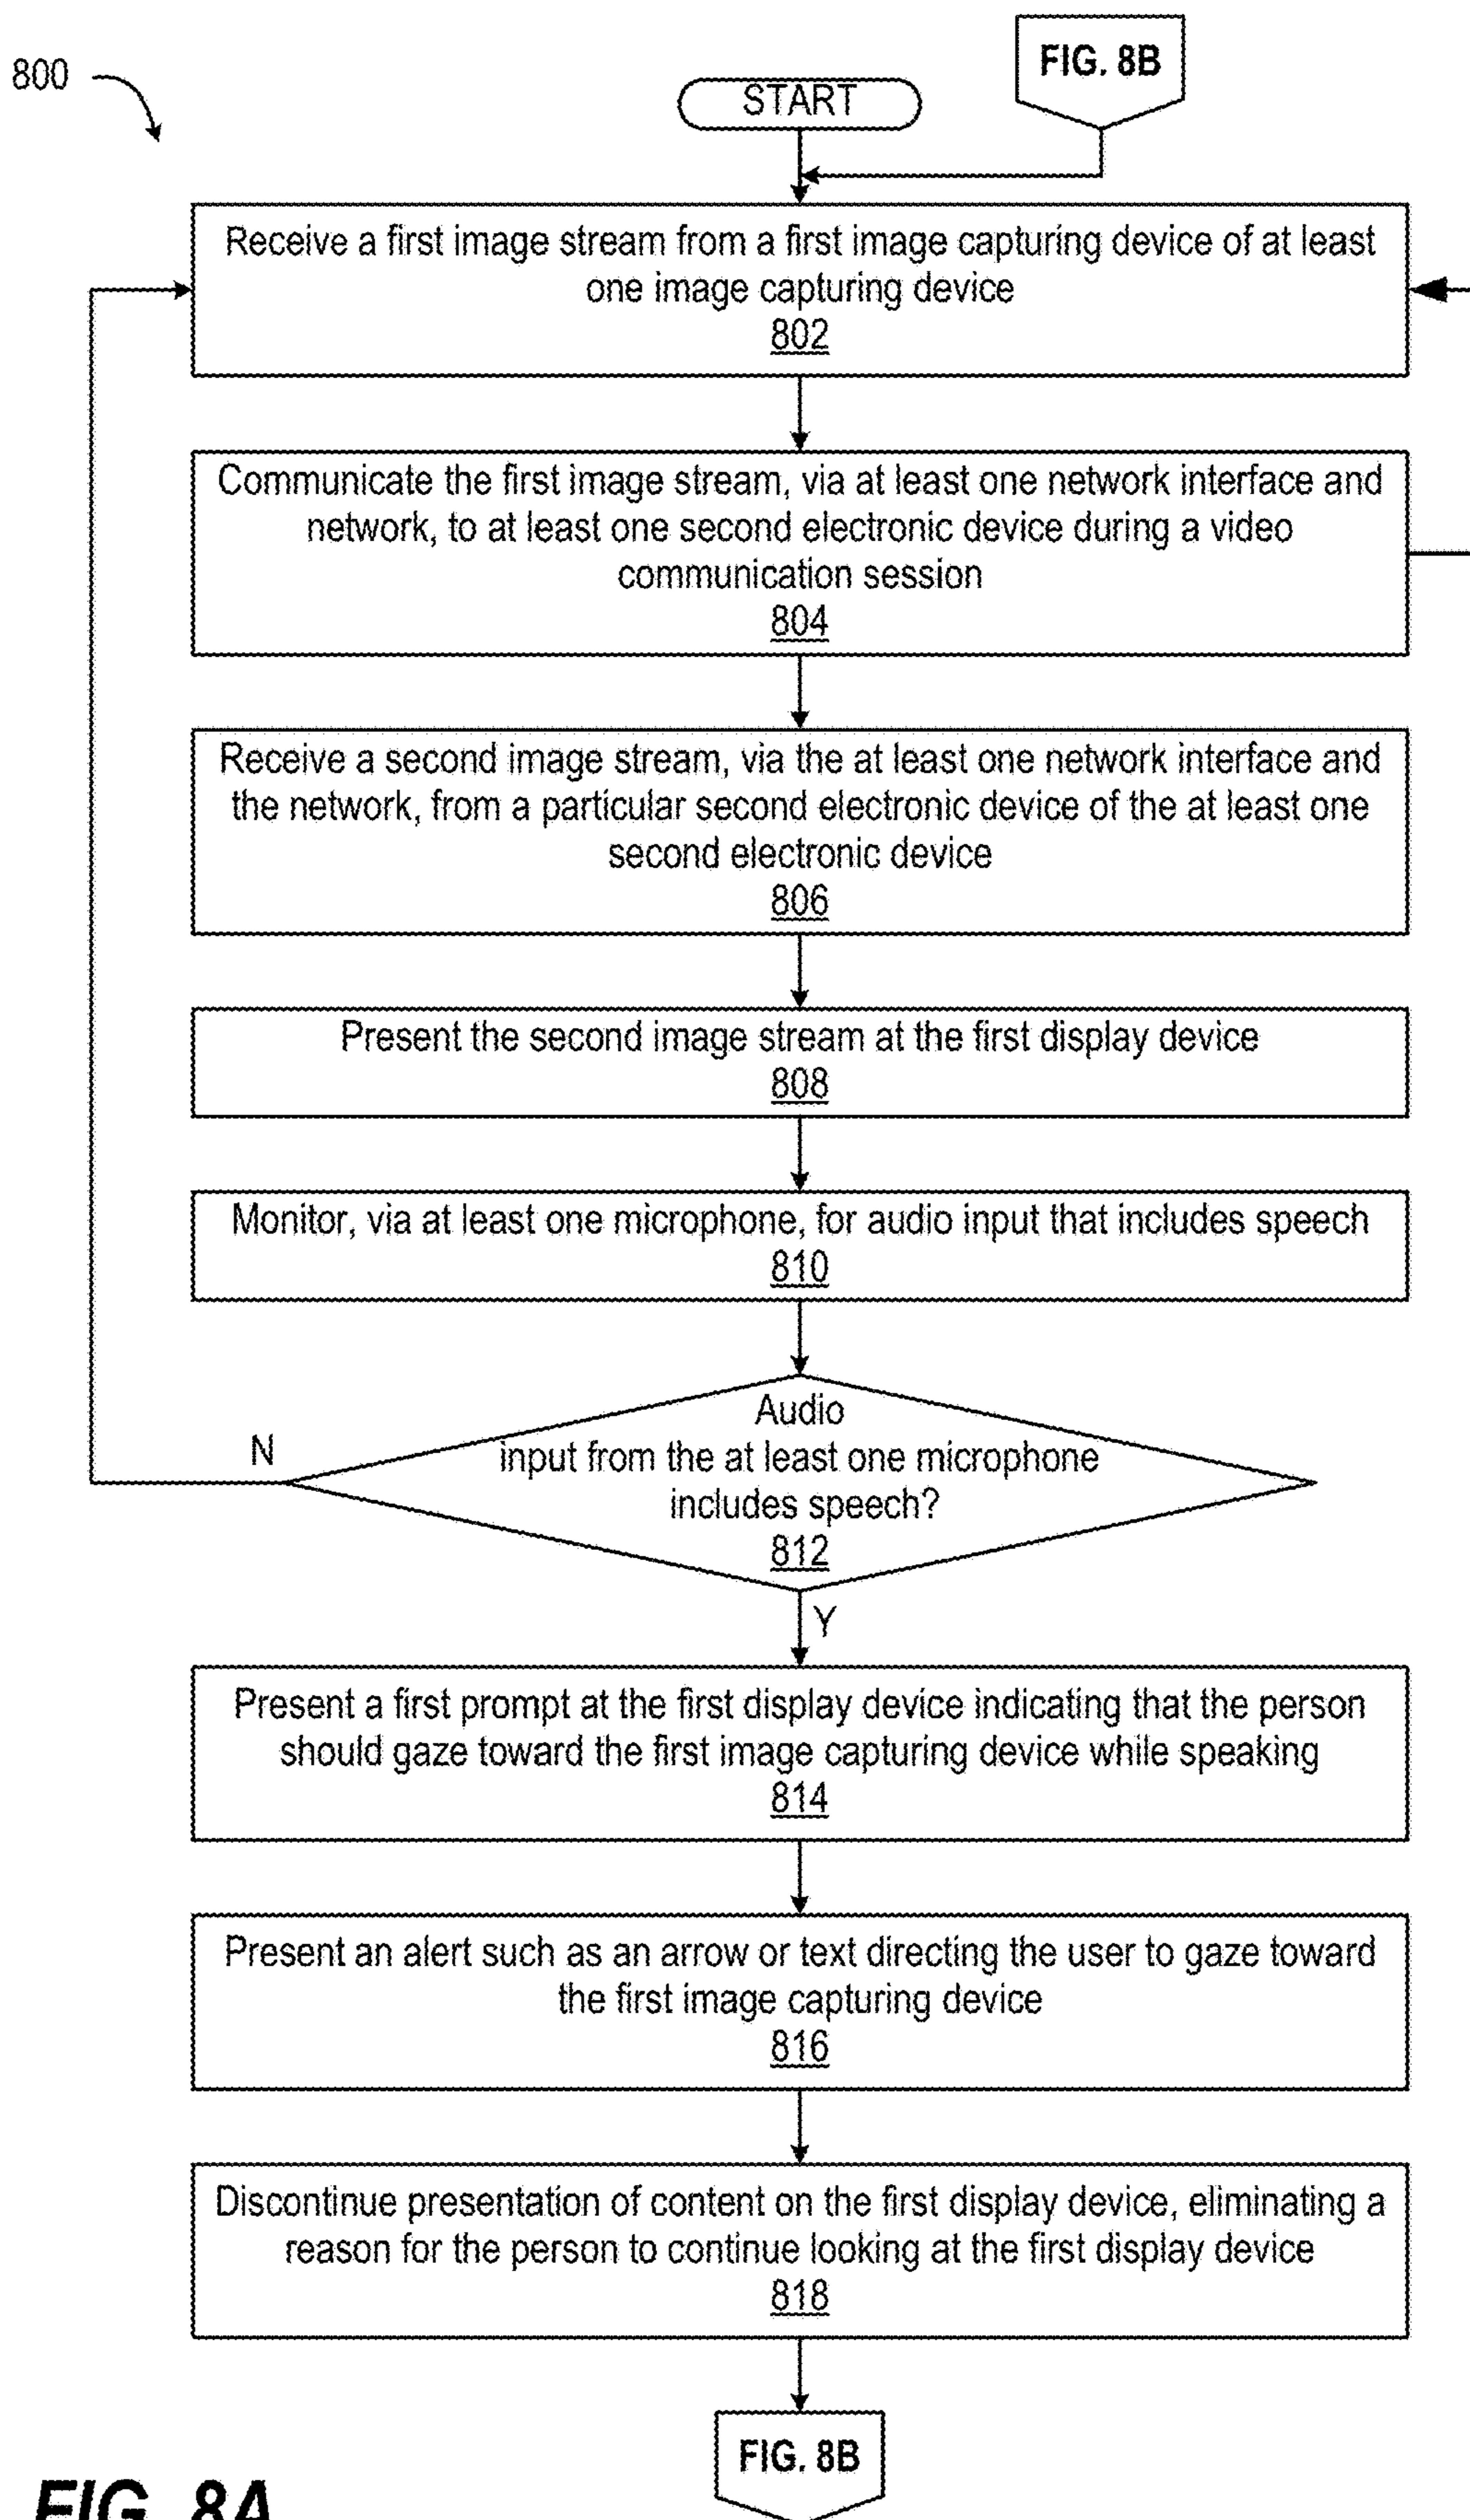 800
START
FIG. 8B
Receive a first image stream from a first image capturing device of at least
one image capturing device
802
Communicate the first image stream, via at least one network interface and
network, to at least one second electronic device during a video
communication session
804
Receive a second image stream, via the at least one network interface and
the network, from a particular second electronic device of the at least one
second electronic device
806
Present the second image stream at the first display device
808
Monitor, via at least one microphone, for audio input that includes speech
810
Audio
input from the at least one microphone
includes speech?
812
N
Y
Present a first prompt at the first display device indicating that the person
should gaze toward the first image capturing device while speaking
814
Present an alert such as an arrow or text directing the user to gaze toward
the first image capturing device
816
Discontinue presentation of content on the first display device, eliminating a
reason for the person to continue looking at the first display device
818
FIG. 8B
FIG. 8A